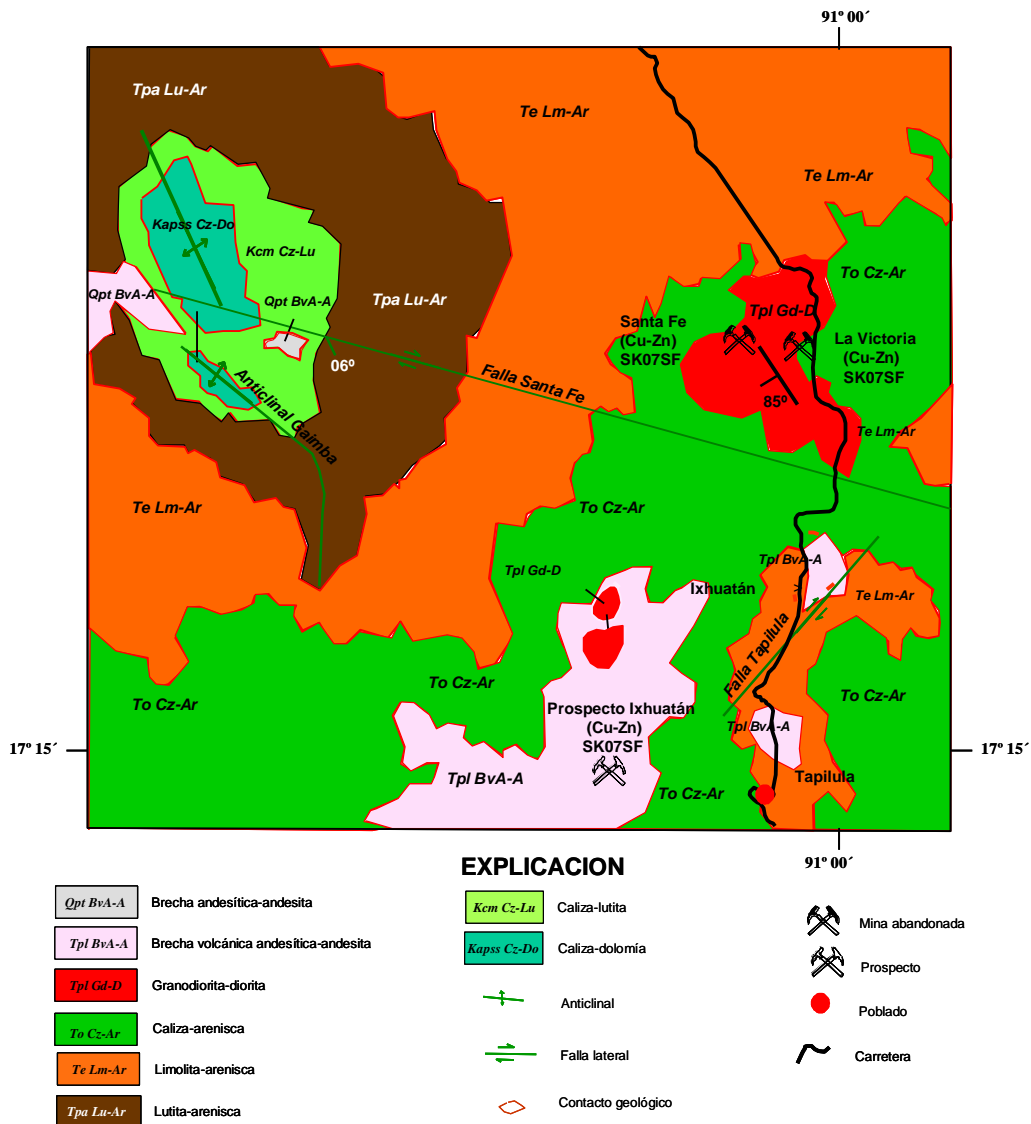 91º 00´
Tpa Lu-Ar
Te Lm-Ar
Te Lm-Ar
Kapss Cz-Do
Kcm Cz-Lu
To Cz-Ar
Qpt BvA-A
Qpt BvA-A
Tpa Lu-Ar
Tpl Gd-D
Santa Fe
(Cu-Zn)
SK07SF
La Victoria
(Cu-Zn)
SK07SF
06º
Falla Santa Fe
85º
Anticlinal Gaimba
Te Lm-Ar
Te Lm-Ar
To Cz-Ar
Tpl BvA-A
Tpl Gd-D
Ixhuatán
Te Lm-Ar
Falla Tapilula
To Cz-Ar
To Cz-Ar
To Cz-Ar
Prospecto Ixhuatán
(Cu-Zn)
SK07SF
Tpl BvA-A
17º 15´
17º 15´
Tpl BvA-A
Tapilula
To Cz-Ar
91º 00´
EXPLICACION
Qpt BvA-A Brecha andesítica-andesita
Tpl BvA-A Brecha volcánica andesítica-andesita
Tpl Gd-D Granodiorita-diorita
To Cz-Ar Caliza-arenisca
Te Lm-Ar Limolita-arenisca
Tpa Lu-Ar Lutita-arenisca
Kcm Cz-Lu Caliza-lutita
Kapss Cz-Do Caliza-dolomía
Anticlinal
Falla lateral
Contacto geológico
Mina abandonada
Prospecto
Poblado
Carretera